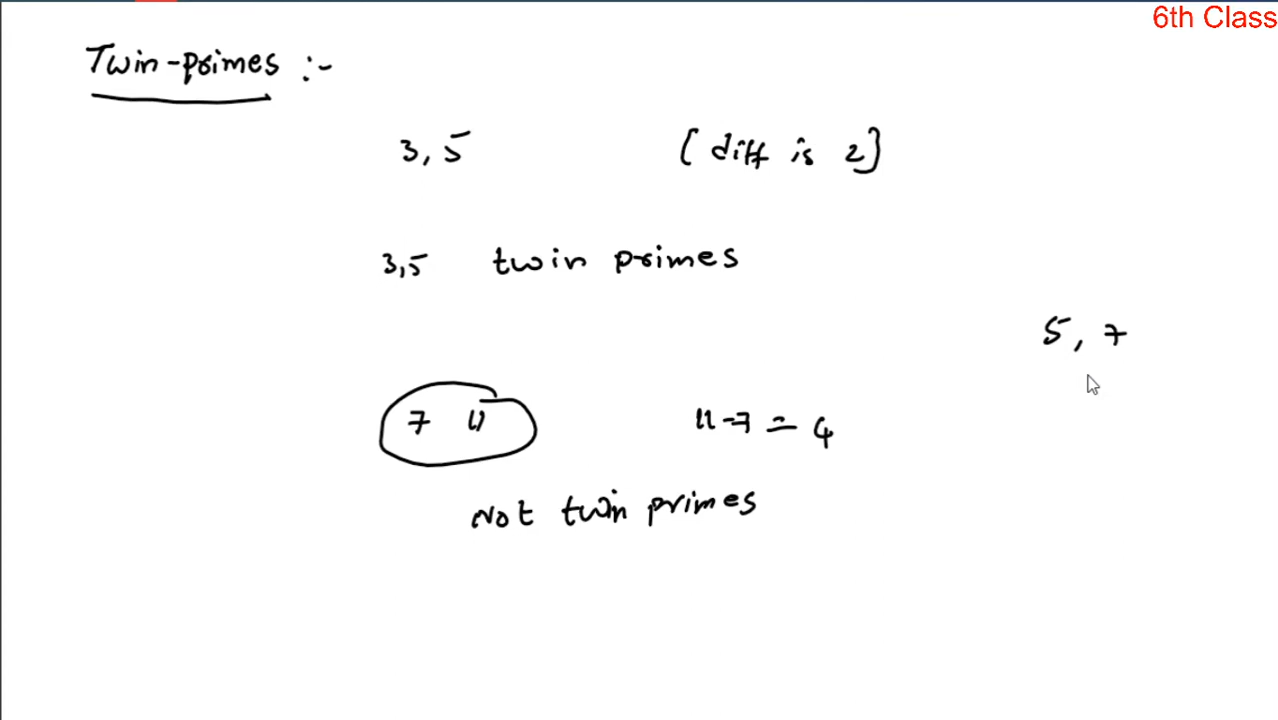 6th Class
Twin-primes :-
3, 5 [diff is 2]
3,5 twin primes
5, 7
7 11 11-7 = 4
Not twin primes